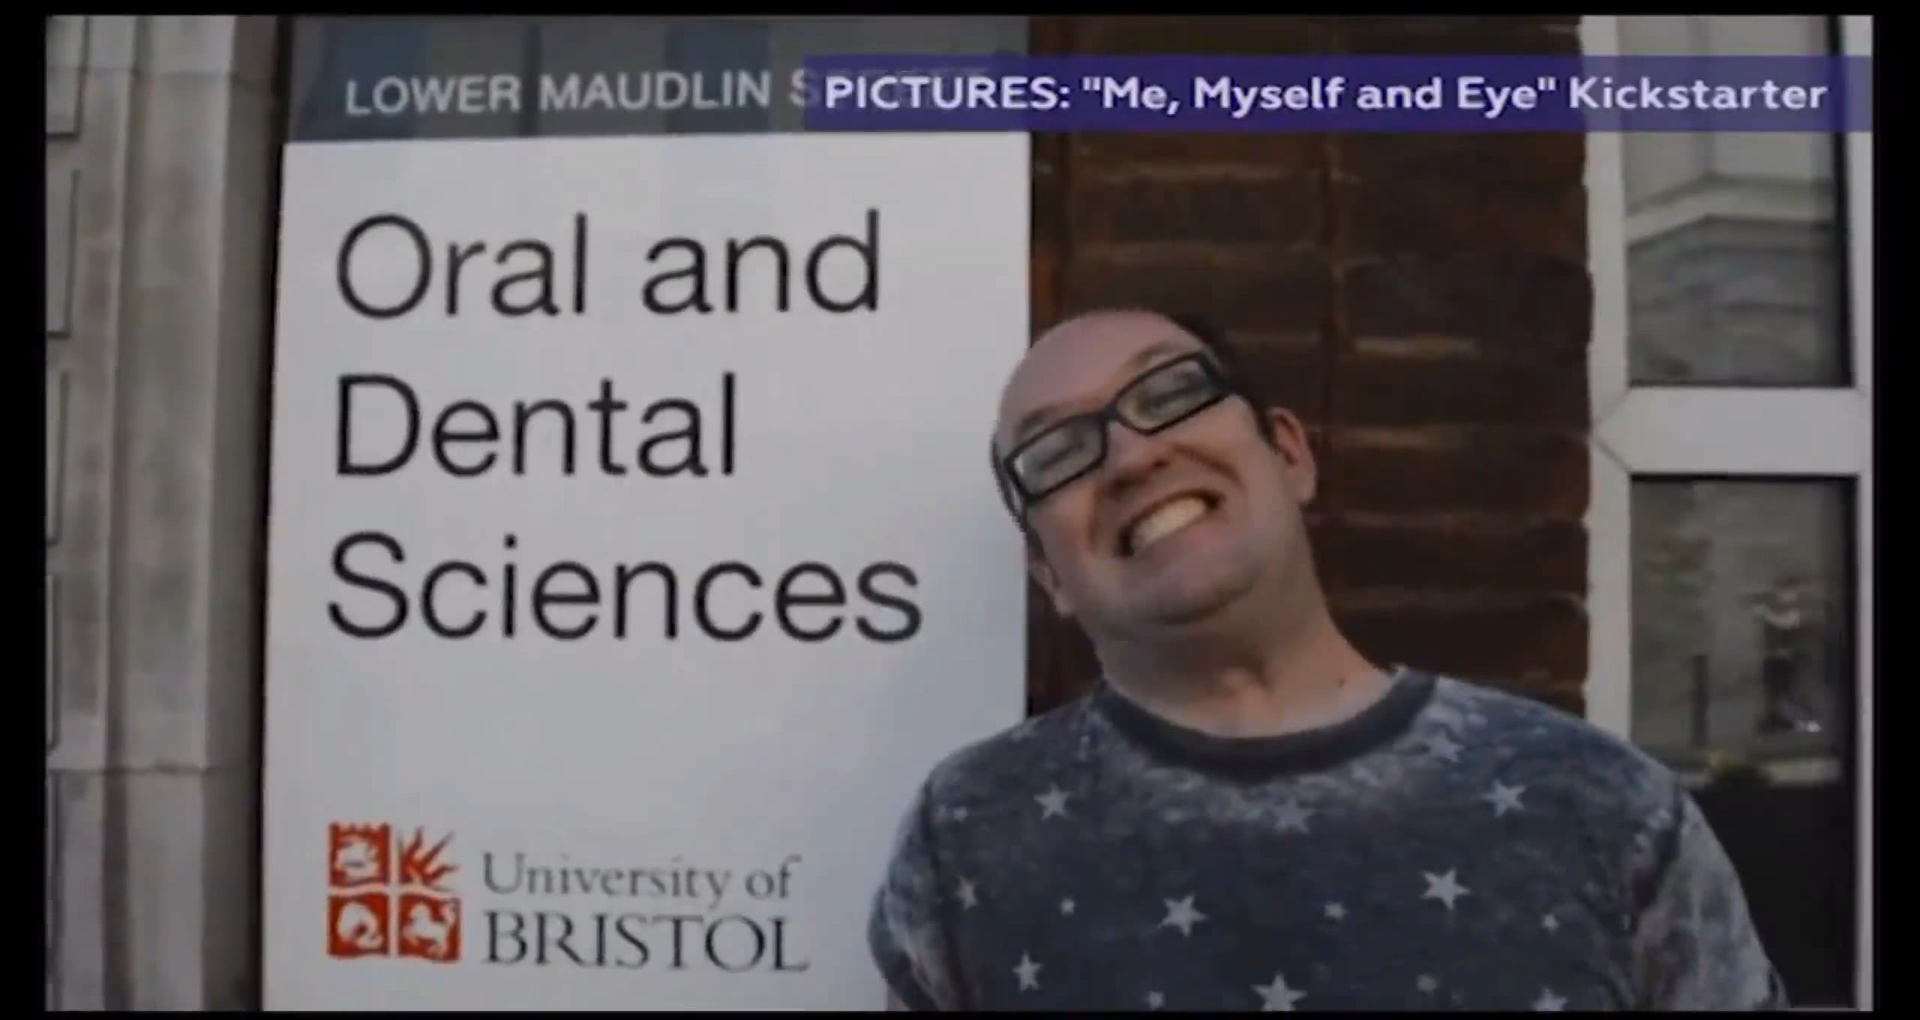 LOWER MAUDLIN
PICTURES: "Me, Myself and Eye" Kickstarter
Oral and
Dental
Sciences
University of
BRISTOL